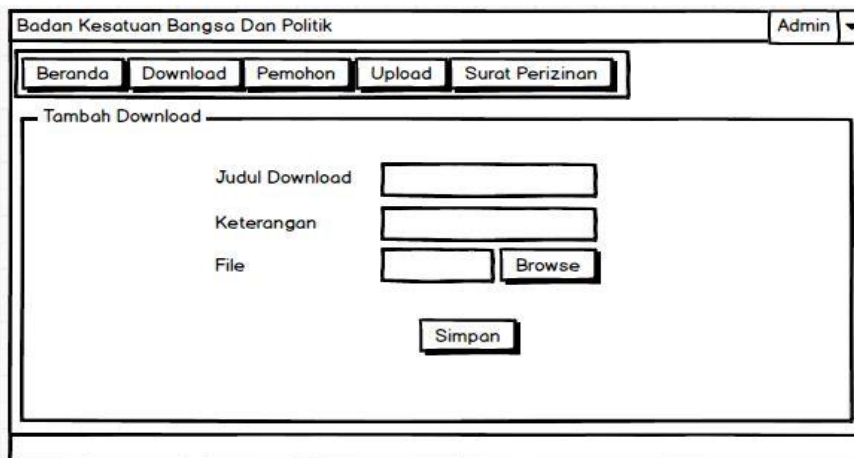 Badan Kesatuan Bangsa Dan Politik Admin
Beranda Download Pemohon Upload Surat Perizinan
Tambah Download
Judul Download
Keterangan
File Browse
Simpan